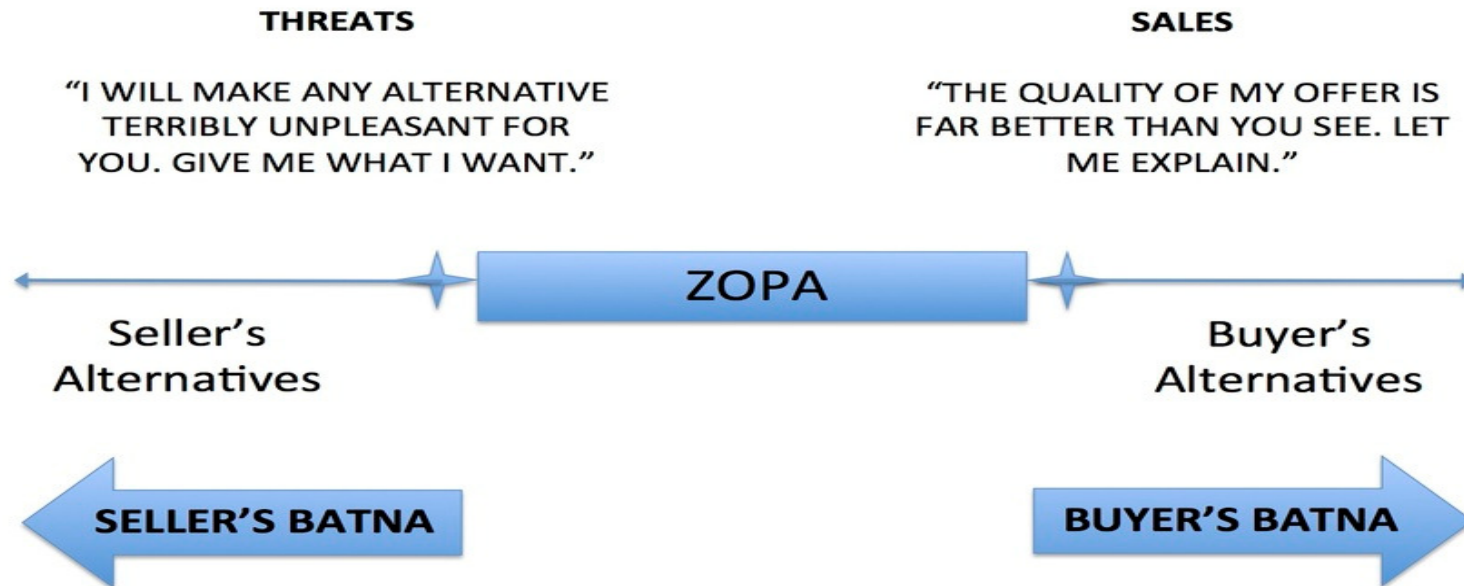 THREATS
“I WILL MAKE ANY ALTERNATIVE
TERRIBLY UNPLEASANT FOR
YOU. GIVE ME WHAT I WANT.”
SALES
“THE QUALITY OF MY OFFER IS
FAR BETTER THAN YOU SEE. LET
ME EXPLAIN.”
ZOPA
Seller’s
Alternatives
Buyer’s
Alternatives
SELLER’S BATNA
BUYER’S BATNA